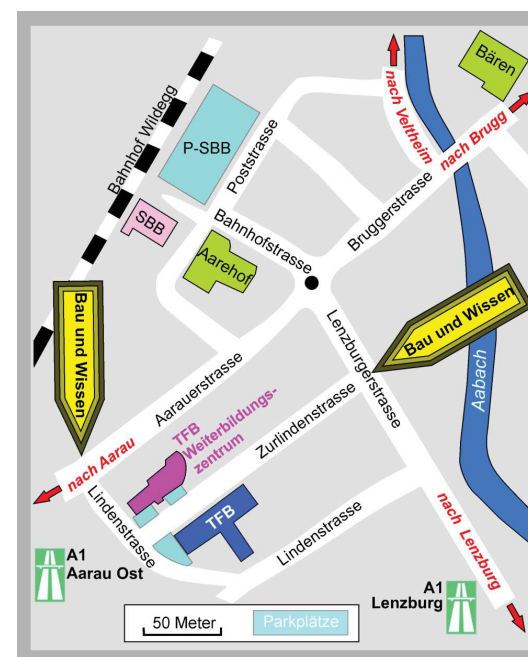 Bären
nach Veltheim
nach Brugg
Bahnhof Wildegg
P-SBB
Poststrasse
SBB
Bahnhofstrasse
Bruggerstrasse
Aarehof
Bau und Wissen
Bau und Wissen
Lenzburgerstrasse
Aabach
Aarauerstrasse
TFB
Weiterbildungs-
zentrum
Zurlindenstrasse
nach Aarau
Lindenstrasse
TFB
Lindenstrasse
nach Lenzburg
A1
Aarau Ost
A1
Lenzburg
50 Meter
Parkplätze